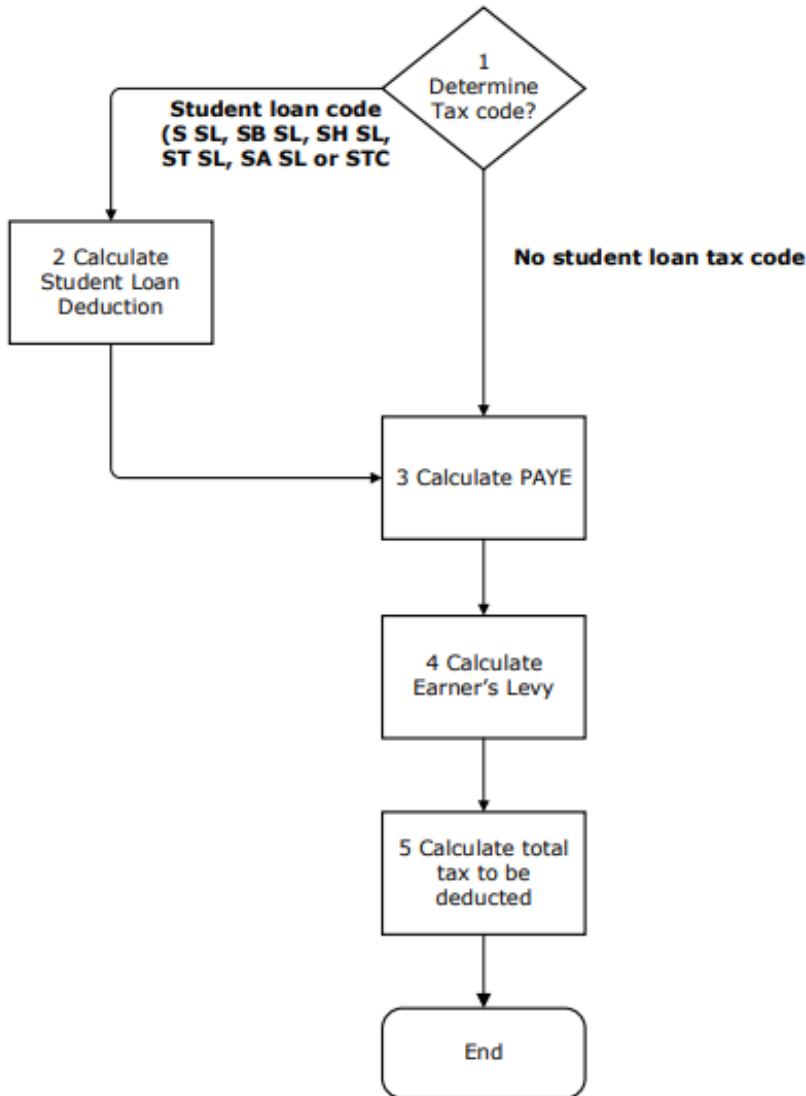 1
Determine
Tax code?
Student loan code
(S SL, SB SL, SH SL,
ST SL, SA SL or STC
No student loan tax code
2 Calculate
Student Loan
Deduction
3 Calculate PAYE
4 Calculate
Earner’s Levy
5 Calculate total
tax to be
deducted
End